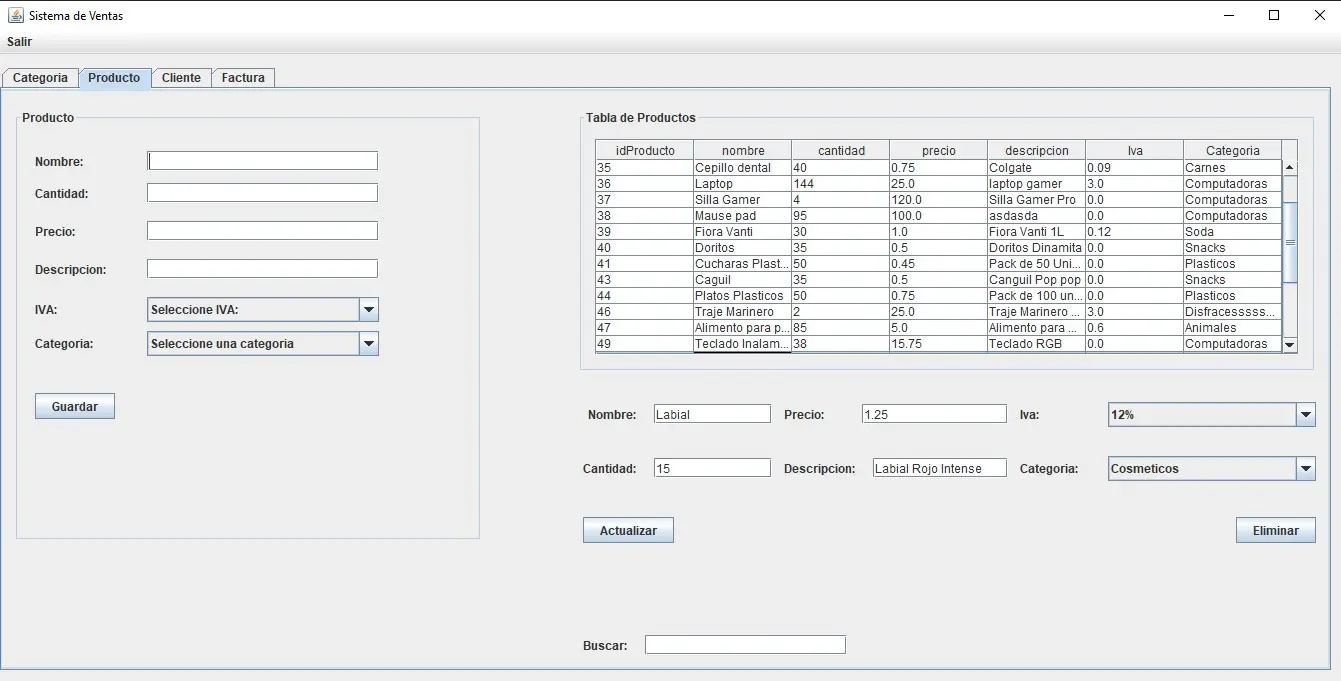 Sistema de Ventas
Salir
Categoria Producto Cliente Factura
Producto
Nombre:
Cantidad:
Precio:
Descripcion:
IVA: Seleccione IVA:
Categoria: Seleccione una categoria
Guardar
Tabla de Productos
idProducto nombre cantidad precio descripcion Iva Categoria
35 Cepillo dental 40 0.75 Colgate 0.09 Carnes
36 Laptop 144 25.0 laptop gamer 3.0 Computadoras
37 Silla Gamer 4 120.0 Silla Gamer Pro 0.0 Computadoras
38 Mause pad 95 100.0 asdasda 0.0 Computadoras
39 Fiora Vanti 30 1.0 Fiora Vanti 1L 0.12 Soda
40 Doritos 35 0.5 Doritos Dinamita 0.0 Snacks
41 Cucharas Plast... 50 0.45 Pack de 50 Uni... 0.0 Plasticos
43 Caguil 35 0.5 Canguil Pop pop 0.0 Snacks
44 Platos Plasticos 50 0.75 Pack de 100 un... 0.0 Plasticos
46 Traje Marinero 2 25.0 Traje Marinero ... 3.0 Disfracesssss...
47 Alimento para p... 85 5.0 Alimento para ... 0.6 Animales
49 Teclado Inalam... 38 15.75 Teclado RGB 0.0 Computadoras
Nombre: Labial Precio: 1.25 Iva: 12%
Cantidad: 15 Descripcion: Labial Rojo Intense Categoria: Cosmeticos
Actualizar Eliminar
Buscar: